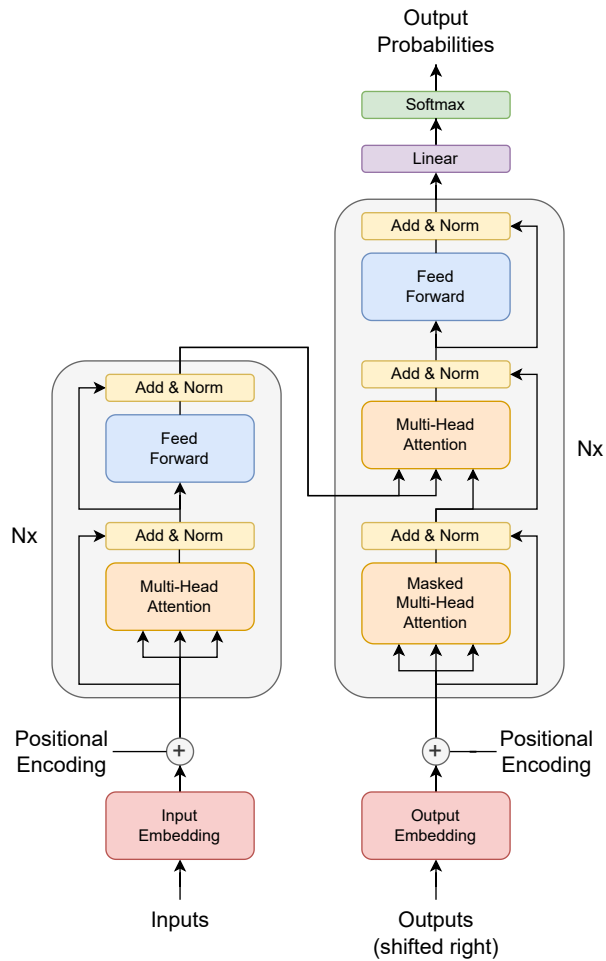 Output
Probabilities
Softmax
Linear
Add & Norm
Feed
Forward
Add & Norm
Multi-Head
Attention
Nx
Add & Norm
Masked
Multi-Head
Attention
Add & Norm
Feed
Forward
Nx
Add & Norm
Multi-Head
Attention
Positional
Encoding
+
+
Positional
Encoding
Input
Embedding
Output
Embedding
Inputs
Outputs
(shifted right)